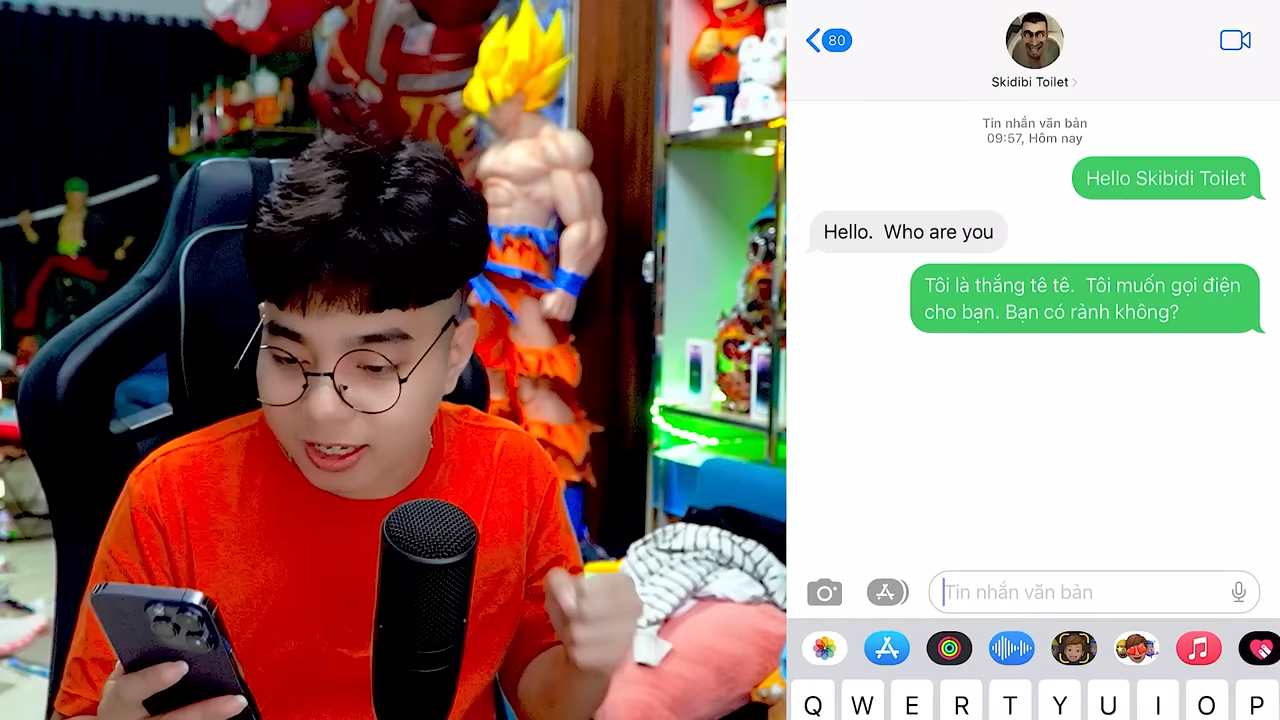 80
Skidibi Toilet
Tin nhắn văn bản
09:57, Hôm nay
Hello Skibidi Toilet
Hello. Who are you
Tôi là thắng tê tê. Tôi muốn gọi điện
cho bạn. Bạn có rảnh không?
Tin nhắn văn bản
Q W E R T Y U I O P